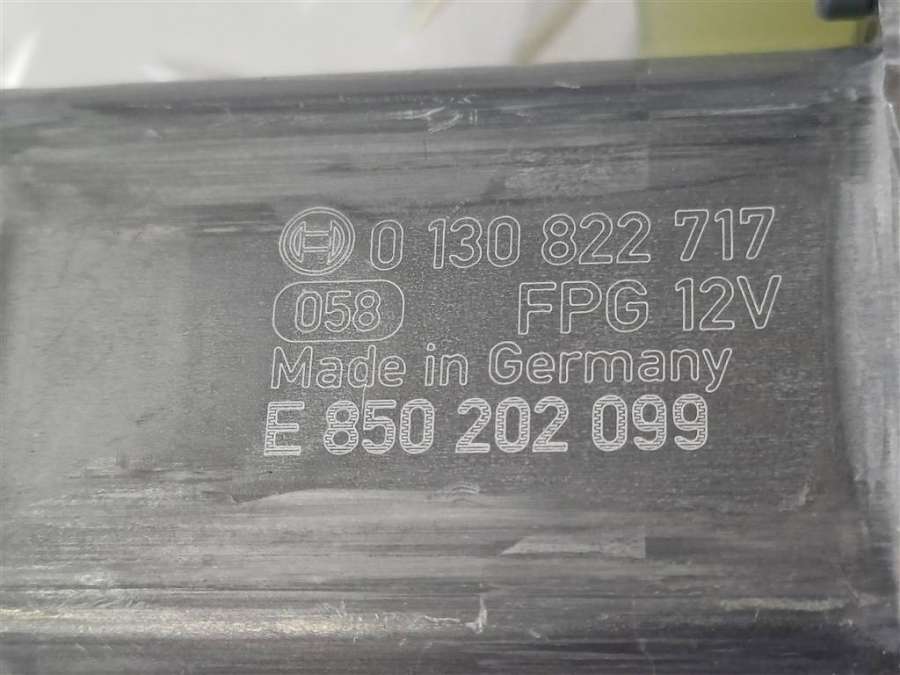 0 130 822 717
058 FPG 12V
Made in Germany
E 850 202 099